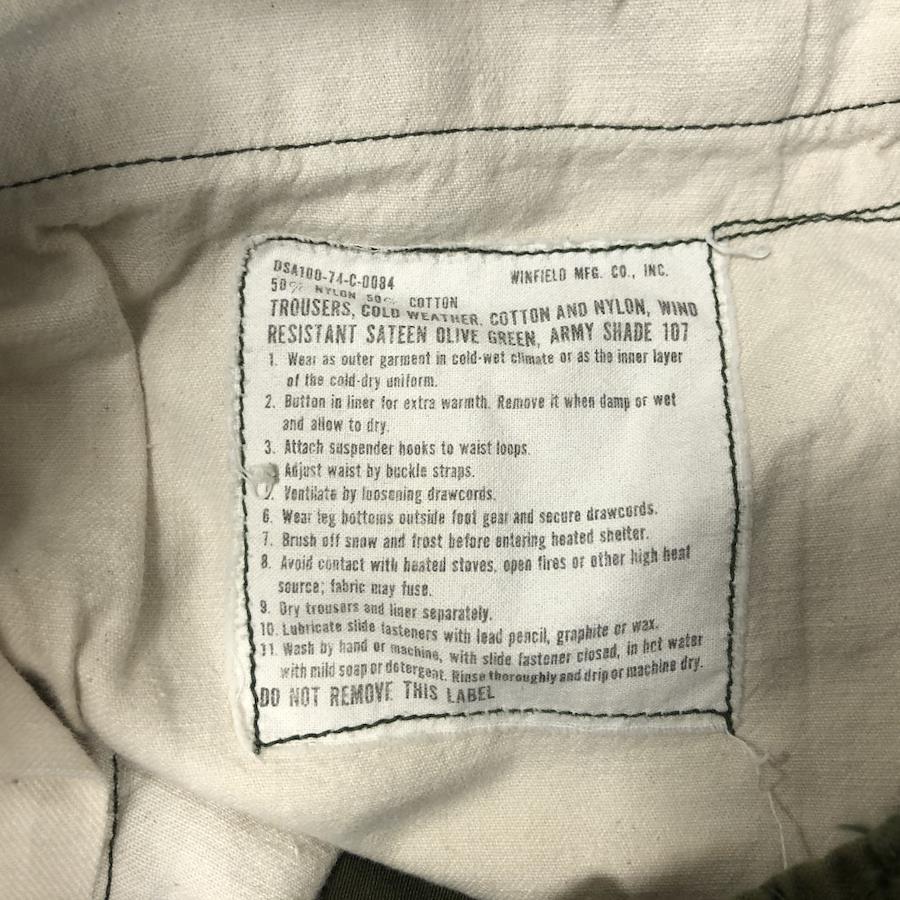 DSA100-74-C-0084 WINFIELD MFG. CO., INC.
50% NYLON 50% COTTON
TROUSERS, COLD WEATHER, COTTON AND NYLON, WIND
RESISTANT SATEEN OLIVE GREEN, ARMY SHADE 107
1. Wear as outer garment in cold-wet climate or as the inner layer
of the cold-dry uniform.
2. Button in liner for extra warmth. Remove it when damp or wet
and allow to dry.
3. Attach suspender hooks to waist loops.
Adjust waist by buckle straps.
Ventilate by loosening drawcords.
6. Wear leg bottoms outside foot gear and secure drawcords.
7. Brush off snow and frost before entering heated shelter.
8. Avoid contact with heated stoves, open fires or other high heat
source; fabric may fuse.
9. Dry trousers and liner separately.
10. Lubricate slide fasteners with lead pencil, graphite or wax.
11. Wash by hand or machine, with slide fastener closed, in hot water
with mild soap or detergent. Rinse thoroughly and drip or machine dry.
DO NOT REMOVE THIS LABEL